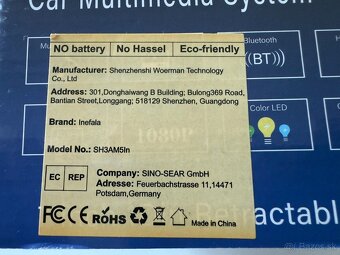 Car Multimedia System
NO battery
No Hassel
Eco-friendly
Manufacturer: Shenzhenshi Woerman Technology
Co., Ltd
Address: 301,Donghaiwang B Building; Bulong369 Road,
Bantian Street,Longgang; 518129 Shenzhen, Guangdong
Brand: Inefala
Model No.: SH3AM5In
EC REP
Company: SINO-SEAR GmbH
Adresse: Feuerbachstrasse 11,14471
Potsdam,Germany
FCC CE ROHS
Made in China
Bluetooth
(BT)
Color LED